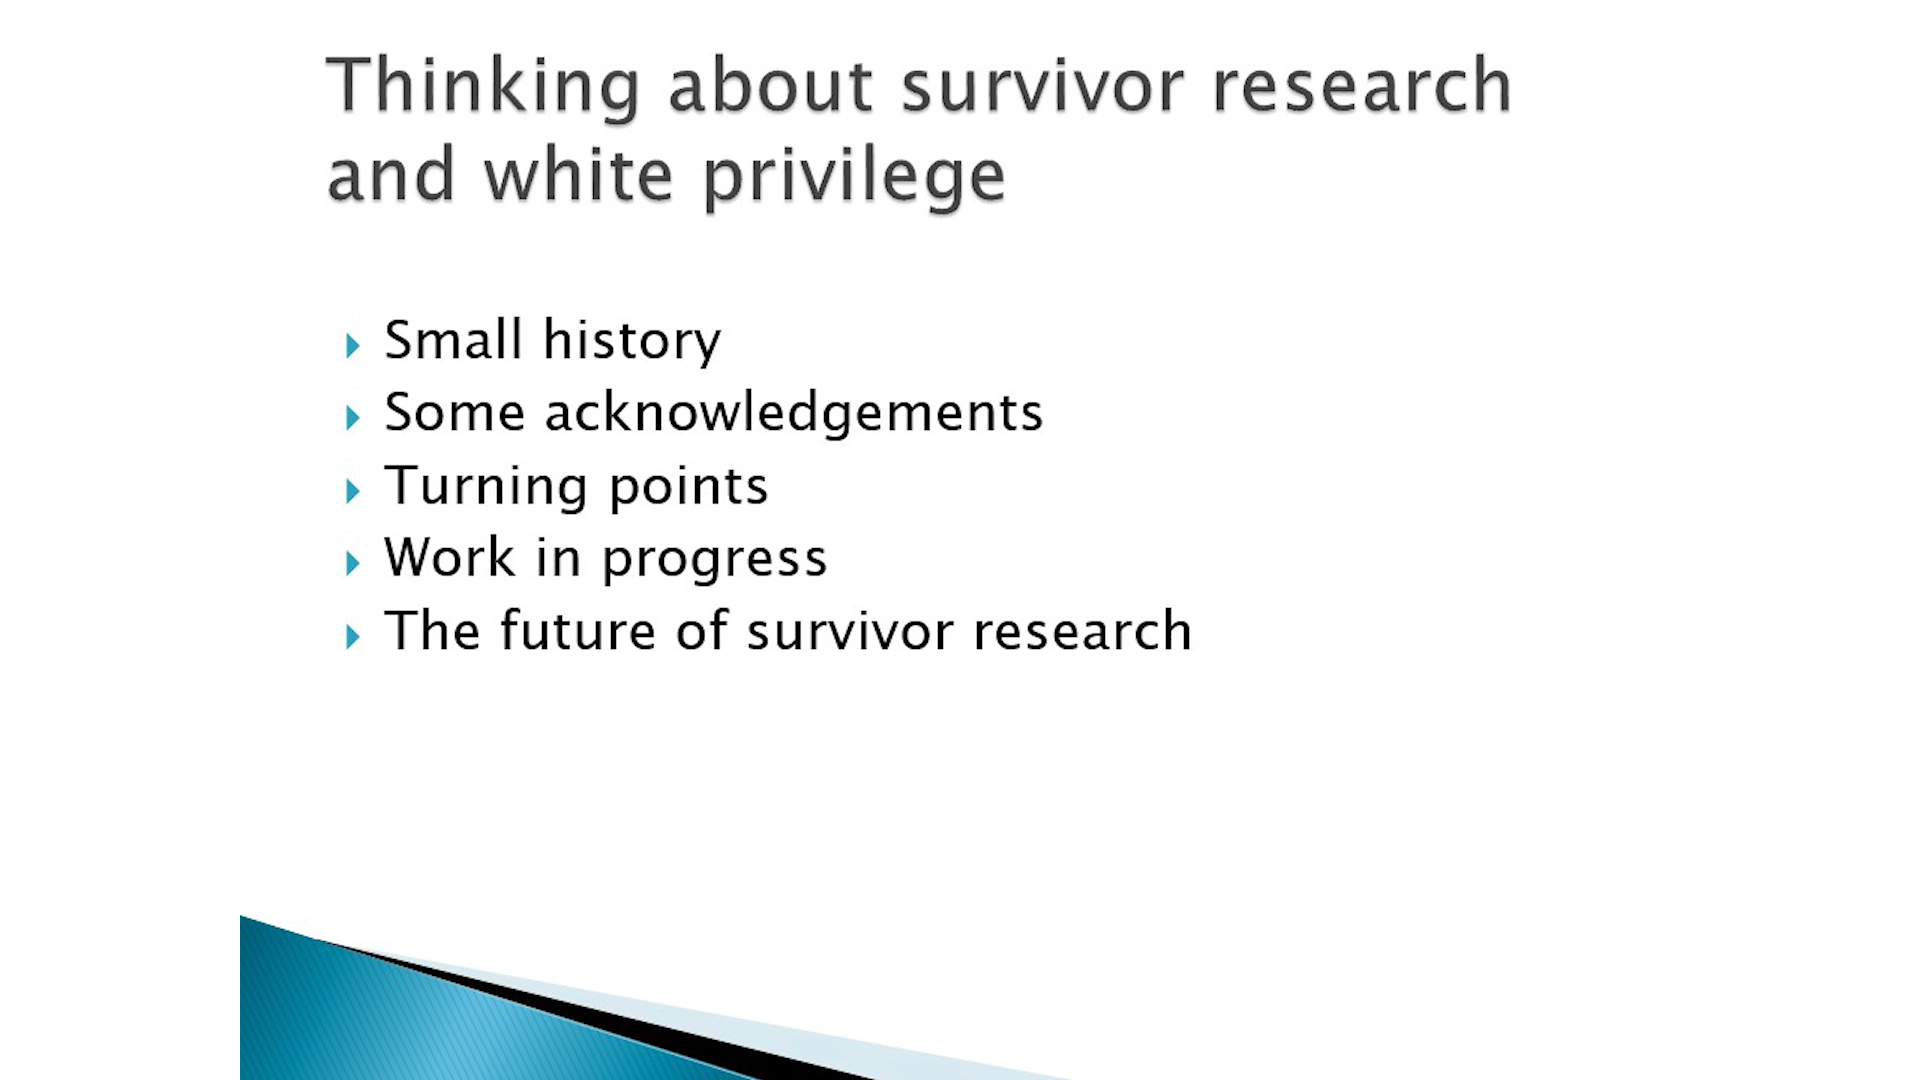 Thinking about survivor research
and white privilege
Small history
Some acknowledgements
Turning points
Work in progress
The future of survivor research